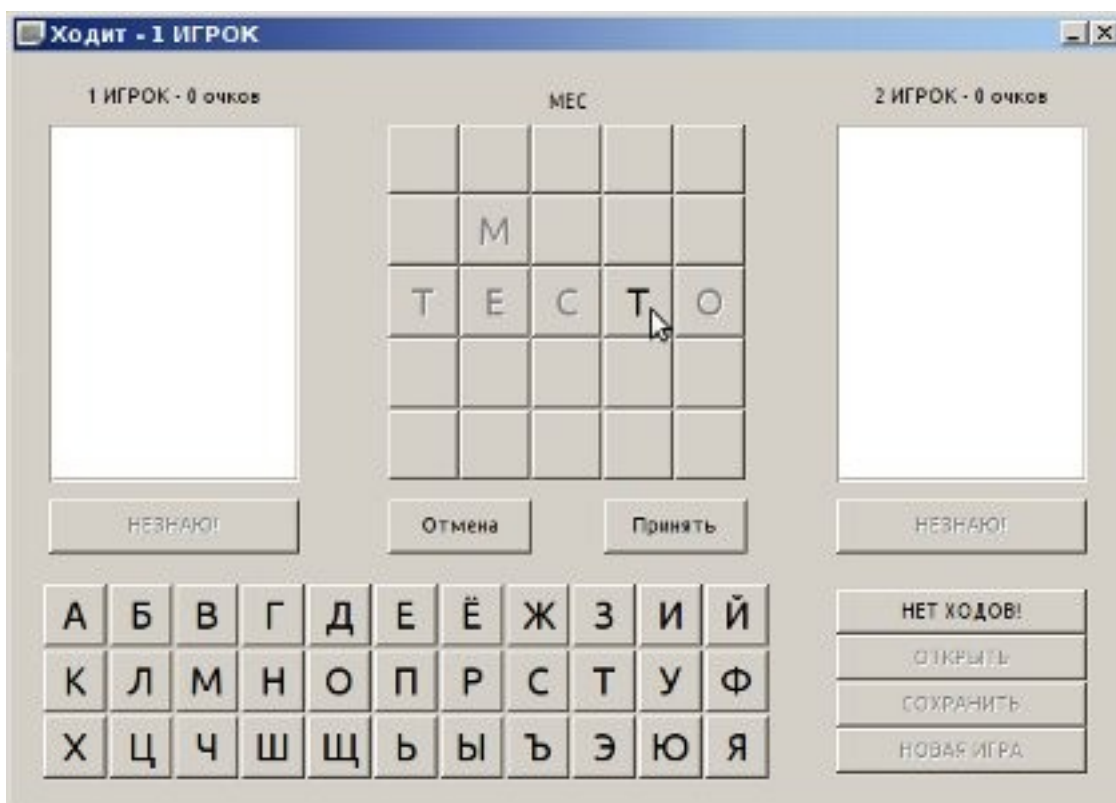 Ходит - 1 ИГРОК
1 ИГРОК - 0 очков
МЕС
2 ИГРОК - 0 очков
М
Т Е С Т О
НЕЗНАЮ!
Отмена
Принять
НЕЗНАЮ!
А Б В Г Д Е Ё Ж З И Й
К Л М Н О П Р С Т У Ф
Х Ц Ч Ш Щ Ь Ы Ъ Э Ю Я
НЕТ ХОДОВ!
ОТКРЫТЬ
СОХРАНИТЬ
НОВАЯ ИГРА